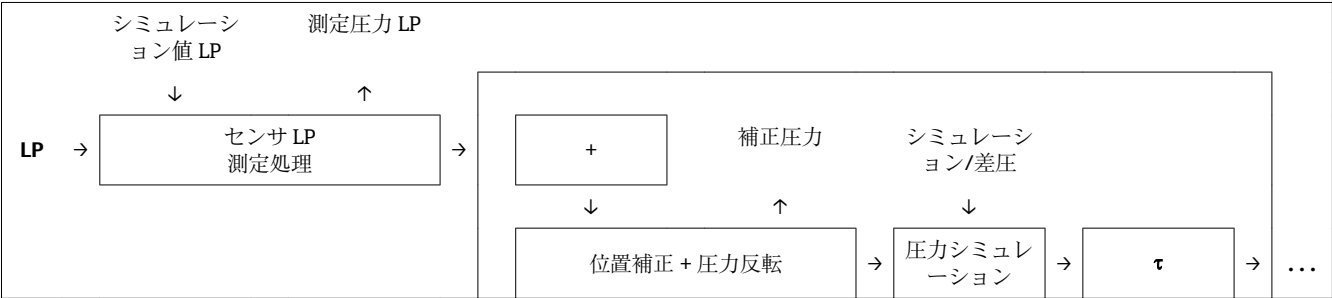 シミュレーシ
ョン値 LP
測定圧力 LP
↓
↑
LP → センサ LP
測定処理
→
+
補正圧力
シミュレーシ
ョン/差圧
↓
↑
↓
位置補正 + 圧力反転
→
圧力シミュレ
ーション
→
τ
→
...